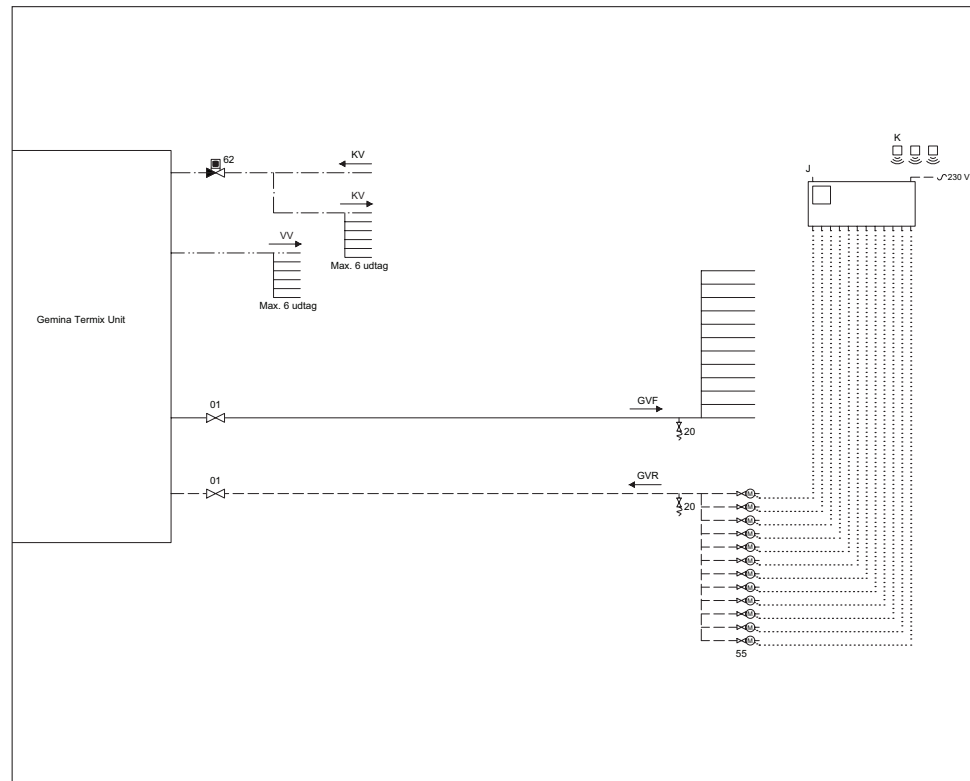 62
KV
K
J
230 V
KV
VV
Max. 6 udtag
Max. 6 udtag
Gemina Termix Unit
01
GVF
20
01
GVR
20
M
M
M
M
M
M
M
M
M
M
M
M
55